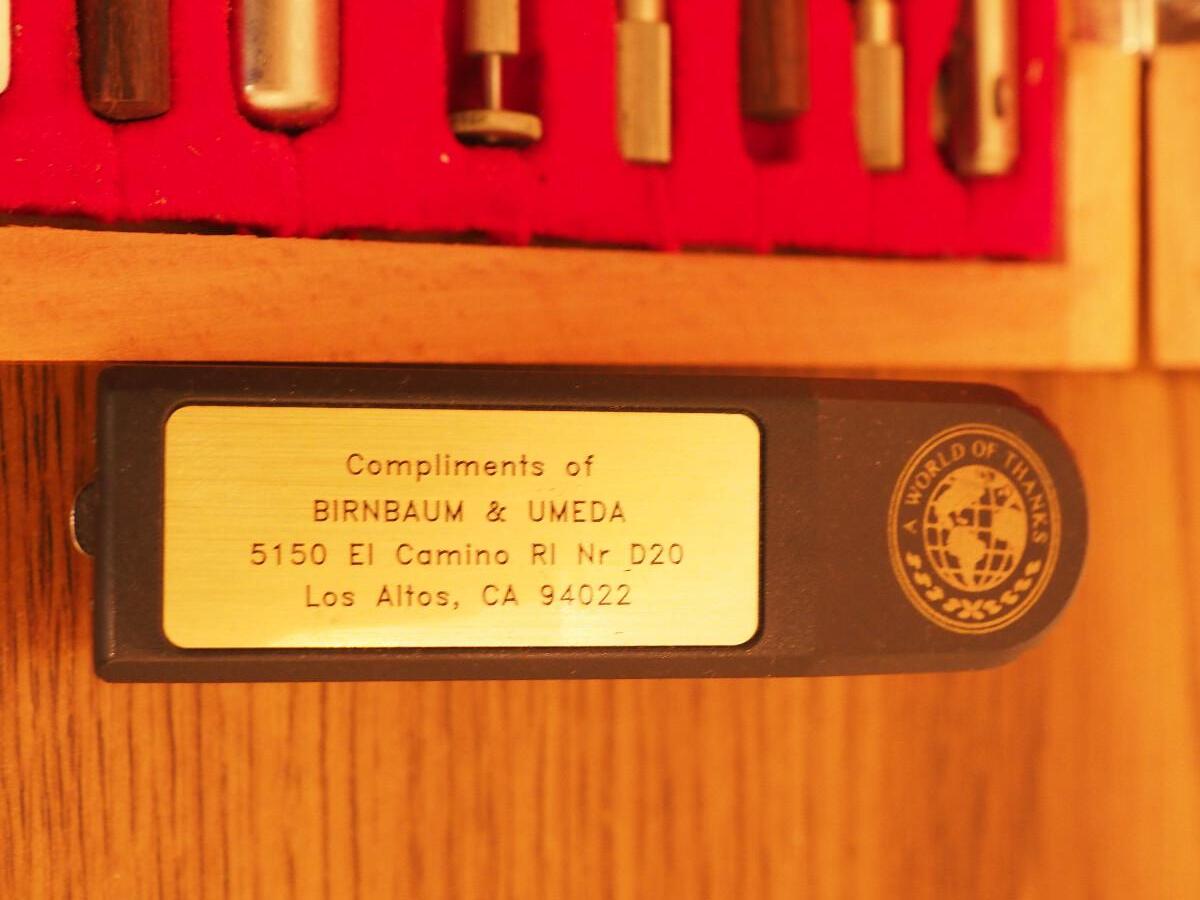 Compliments of
BIRNBAUM & UMEDA
5150 El Camino Rl Nr D20
Los Altos, CA 94022
A WORLD OF THANKS